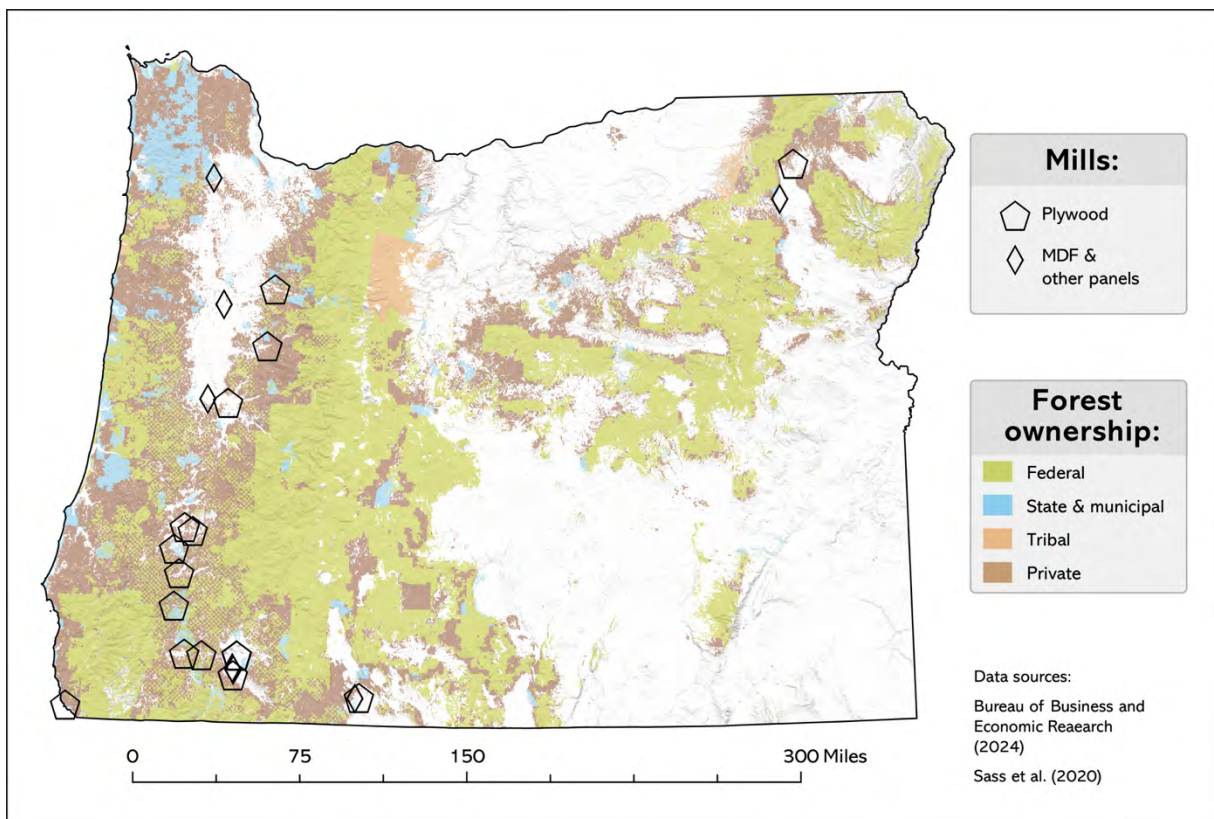 Mills:
Plywood
MDF &
other panels
Forest
ownership:
Federal
State & municipal
Tribal
Private
Data sources:
Bureau of Business and
Economic Reaearch
(2024)
Sass et al. (2020)
0 75 150 300 Miles